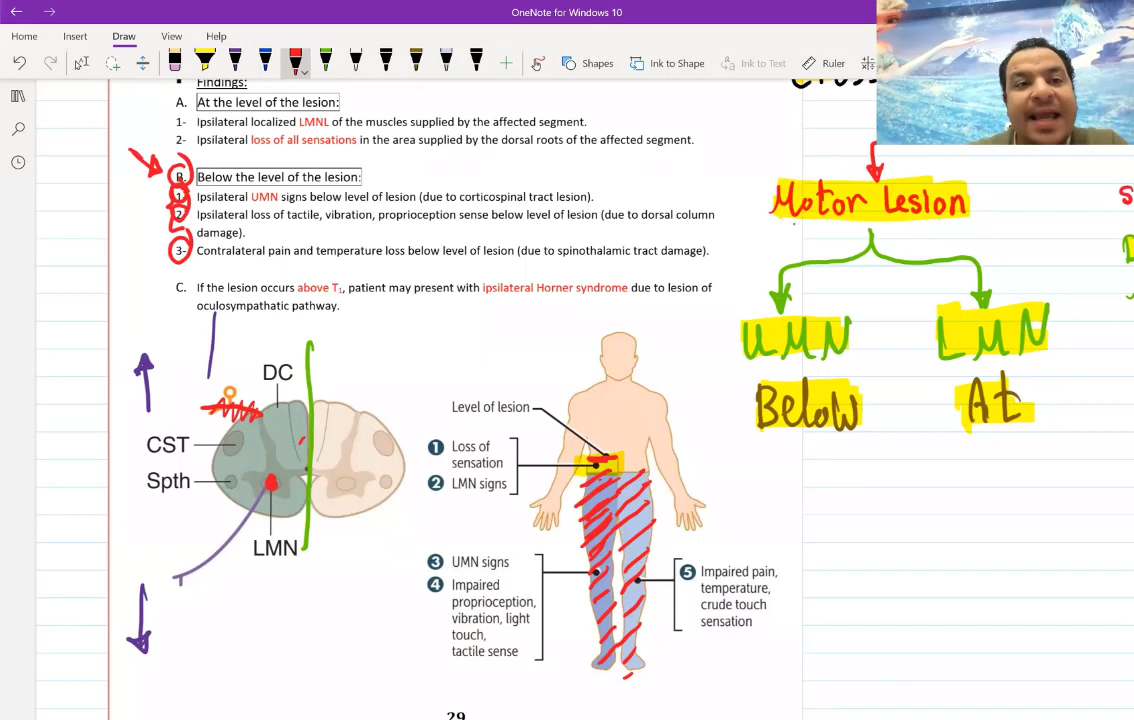 OneNote for Windows 10
Home Insert Draw View Help
Shapes Ink to Shape Ink to Text Ruler
Findings:
A. At the level of the lesion:
1- Ipsilateral localized LMNL of the muscles supplied by the affected segment.
2- Ipsilateral loss of all sensations in the area supplied by the dorsal roots of the affected segment.
B. Below the level of the lesion:
1- Ipsilateral UMN signs below level of lesion (due to corticospinal tract lesion).
2- Ipsilateral loss of tactile, vibration, proprioception sense below level of lesion (due to dorsal column
damage).
3- Contralateral pain and temperature loss below level of lesion (due to spinothalamic tract damage).
C. If the lesion occurs above T1, patient may present with ipsilateral Horner syndrome due to lesion of
oculosympathatic pathway.
Motor Lesion
UMN LMN
Below At
DC
CST
Spth
LMN
Level of lesion
1 Loss of
sensation
2 LMN signs
3 UMN signs
4 Impaired
proprioception,
vibration, light
touch,
tactile sense
5 Impaired pain,
temperature,
crude touch
sensation
29